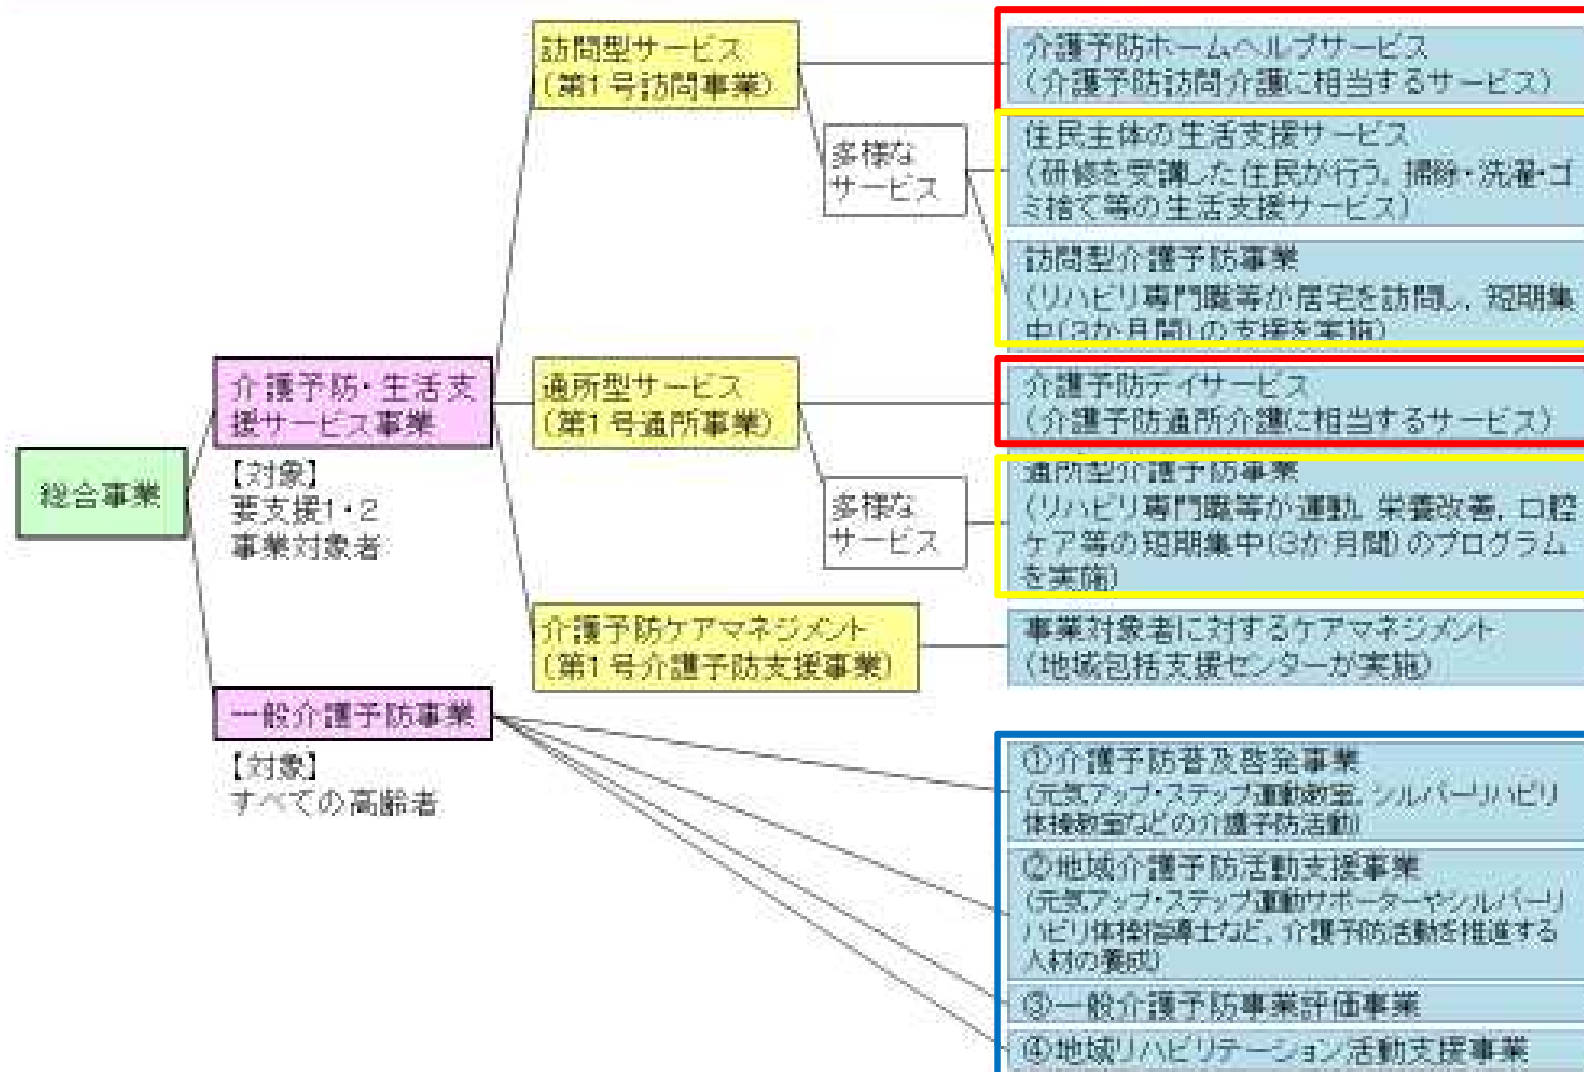 訪問型サービス
(第1号訪問事業)
介護予防ホームヘルプサービス
(介護予防訪問介護に相当するサービス)
多様な
サービス
住民主体の生活支援サービス
(研修を受講した住民が行う、掃除・洗濯・ゴ
ミ捨て等の生活支援サービス)
訪問型介護予防事業
(リハビリ専門職等が居宅を訪問し、短期集
中(3か月間)の支援を実施)
介護予防・生活支
援サービス事業
【対象】
要支援1・2
事業対象者
通所型サービス
(第1号通所事業)
介護予防デイサービス
(介護予防通所介護に相当するサービス)
総合事業
多様な
サービス
通所型介護予防事業
(リハビリ専門職等が運動、栄養改善、口腔
ケア等の短期集中(3か月間)のプログラム
を実施)
介護予防ケアマネジメント
(第1号介護予防支援事業)
事業対象者に対するケアマネジメント
(地域包括支援センターが実施)
一般介護予防事業
【対象】
すべての高齢者
①介護予防普及啓発事業
(元気アップ・ステップ運動教室、シルバーリハビリ
体操教室などの介護予防活動)
②地域介護予防活動支援事業
(元気アップ・ステップ運動サポーターやシルバーリ
ハビリ体操指導士など、介護予防活動を推進する
人材の養成)
③一般介護予防事業評価事業
④地域リハビリテーション活動支援事業